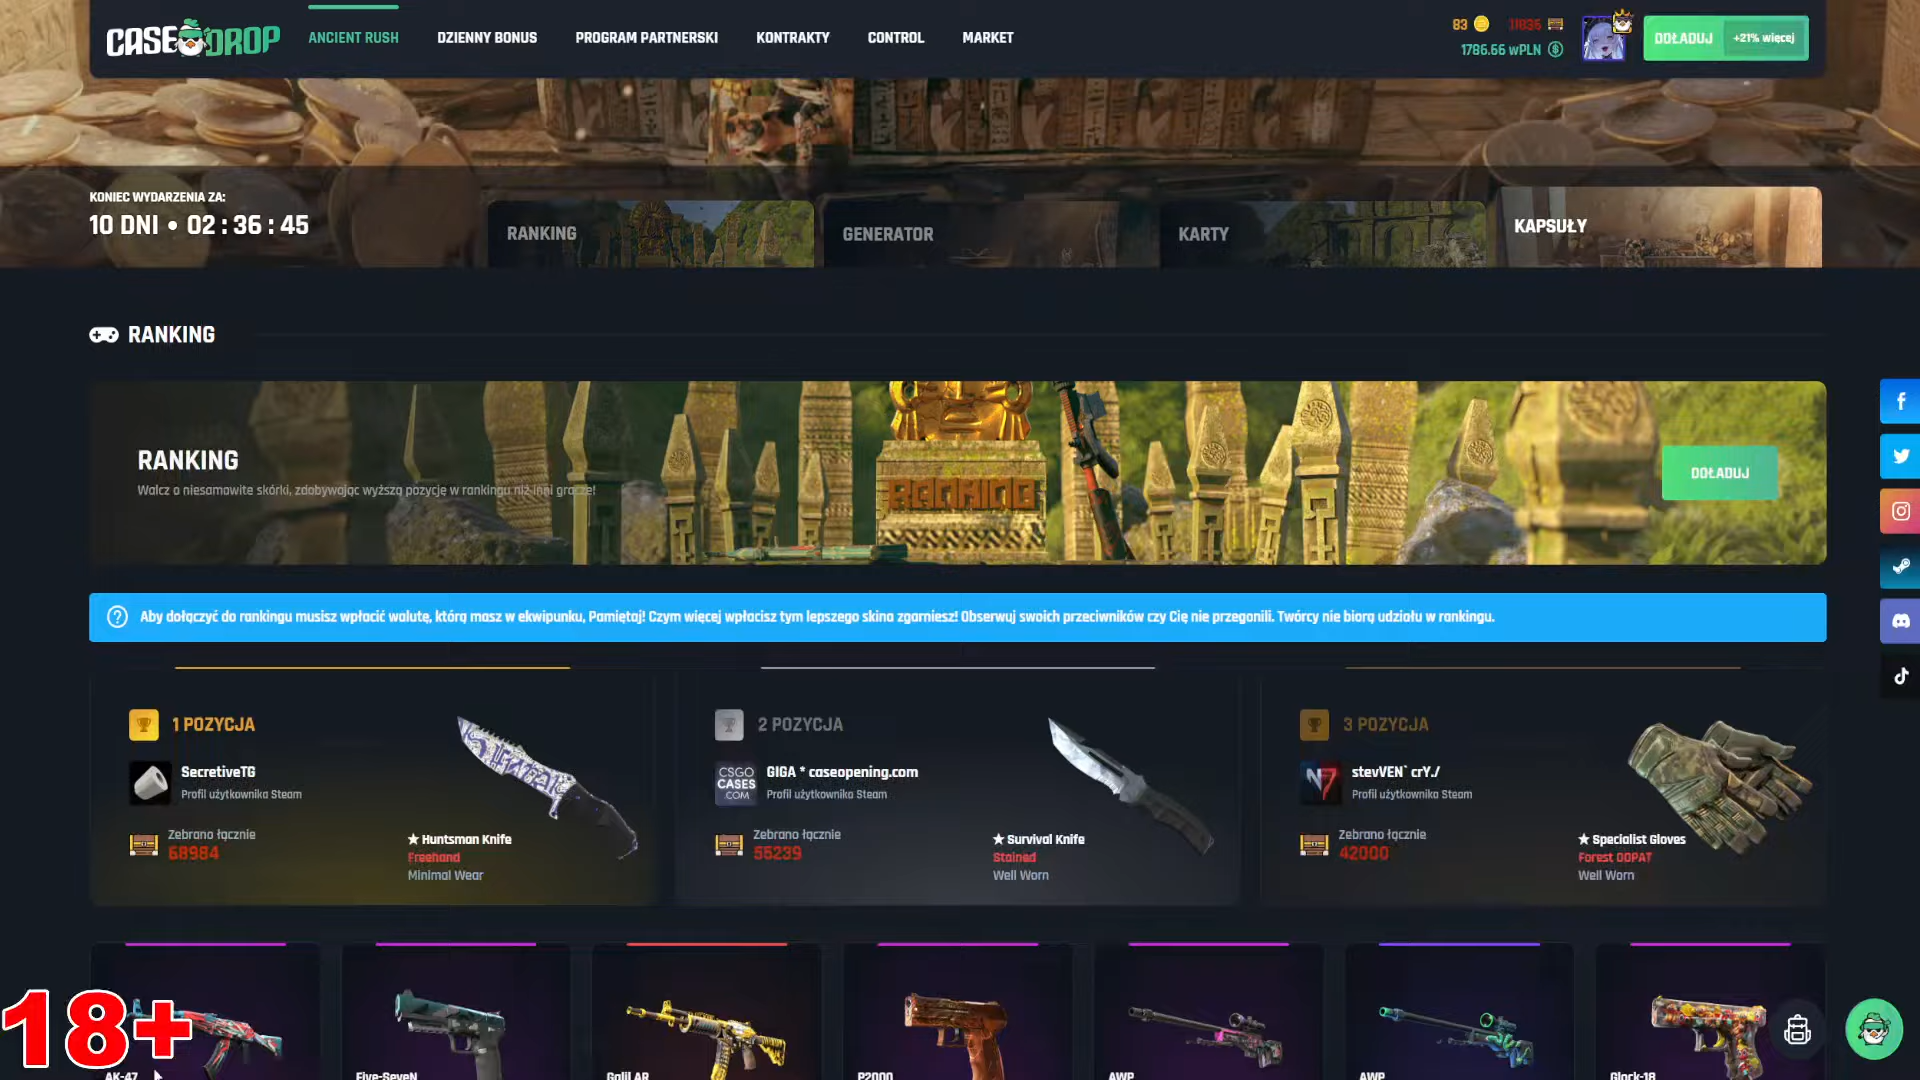 CASEDROP
ANCIENT RUSH
DZIENNY BONUS
PROGRAM PARTNERSKI
KONTRAKTY
CONTROL
MARKET
83
11836
1786.66 wPLN
DOŁADUJ
+21% więcej
KONIEC WYDARZENIA ZA:
10 DNI • 02 : 36 : 45
RANKING
GENERATOR
KARTY
KAPSUŁY
RANKING
RANKING
Walcz o niesamowite skórki, zdobywając wyższą pozycję w rankingu niż inni gracze!
RANKING
DOŁADUJ
Aby dołączyć do rankingu musisz wpłacić walutę, którą masz w ekwipunku, Pamiętaj! Czym więcej wpłacisz tym lepszego skina zgarniesz! Obserwuj swoich przeciwników czy Cię nie przegonili. Twórcy nie biorą udziału w rankingu.
1 POZYCJA
SecretiveTG
Profil użytkownika Steam
Zebrano łącznie
68984
★ Huntsman Knife
Freehand
Minimal Wear
2 POZYCJA
CSGO
CASES
.COM
GIGA * caseopening.com
Profil użytkownika Steam
Zebrano łącznie
55239
★ Survival Knife
Stained
Well Worn
3 POZYCJA
stevVEN` crY./
Profil użytkownika Steam
Zebrano łącznie
42000
★ Specialist Gloves
Forest DDPAT
Well Worn
18+
AK-47
Five-SeveN
Galil AR
P2000
AWP
AWP
Glock-18